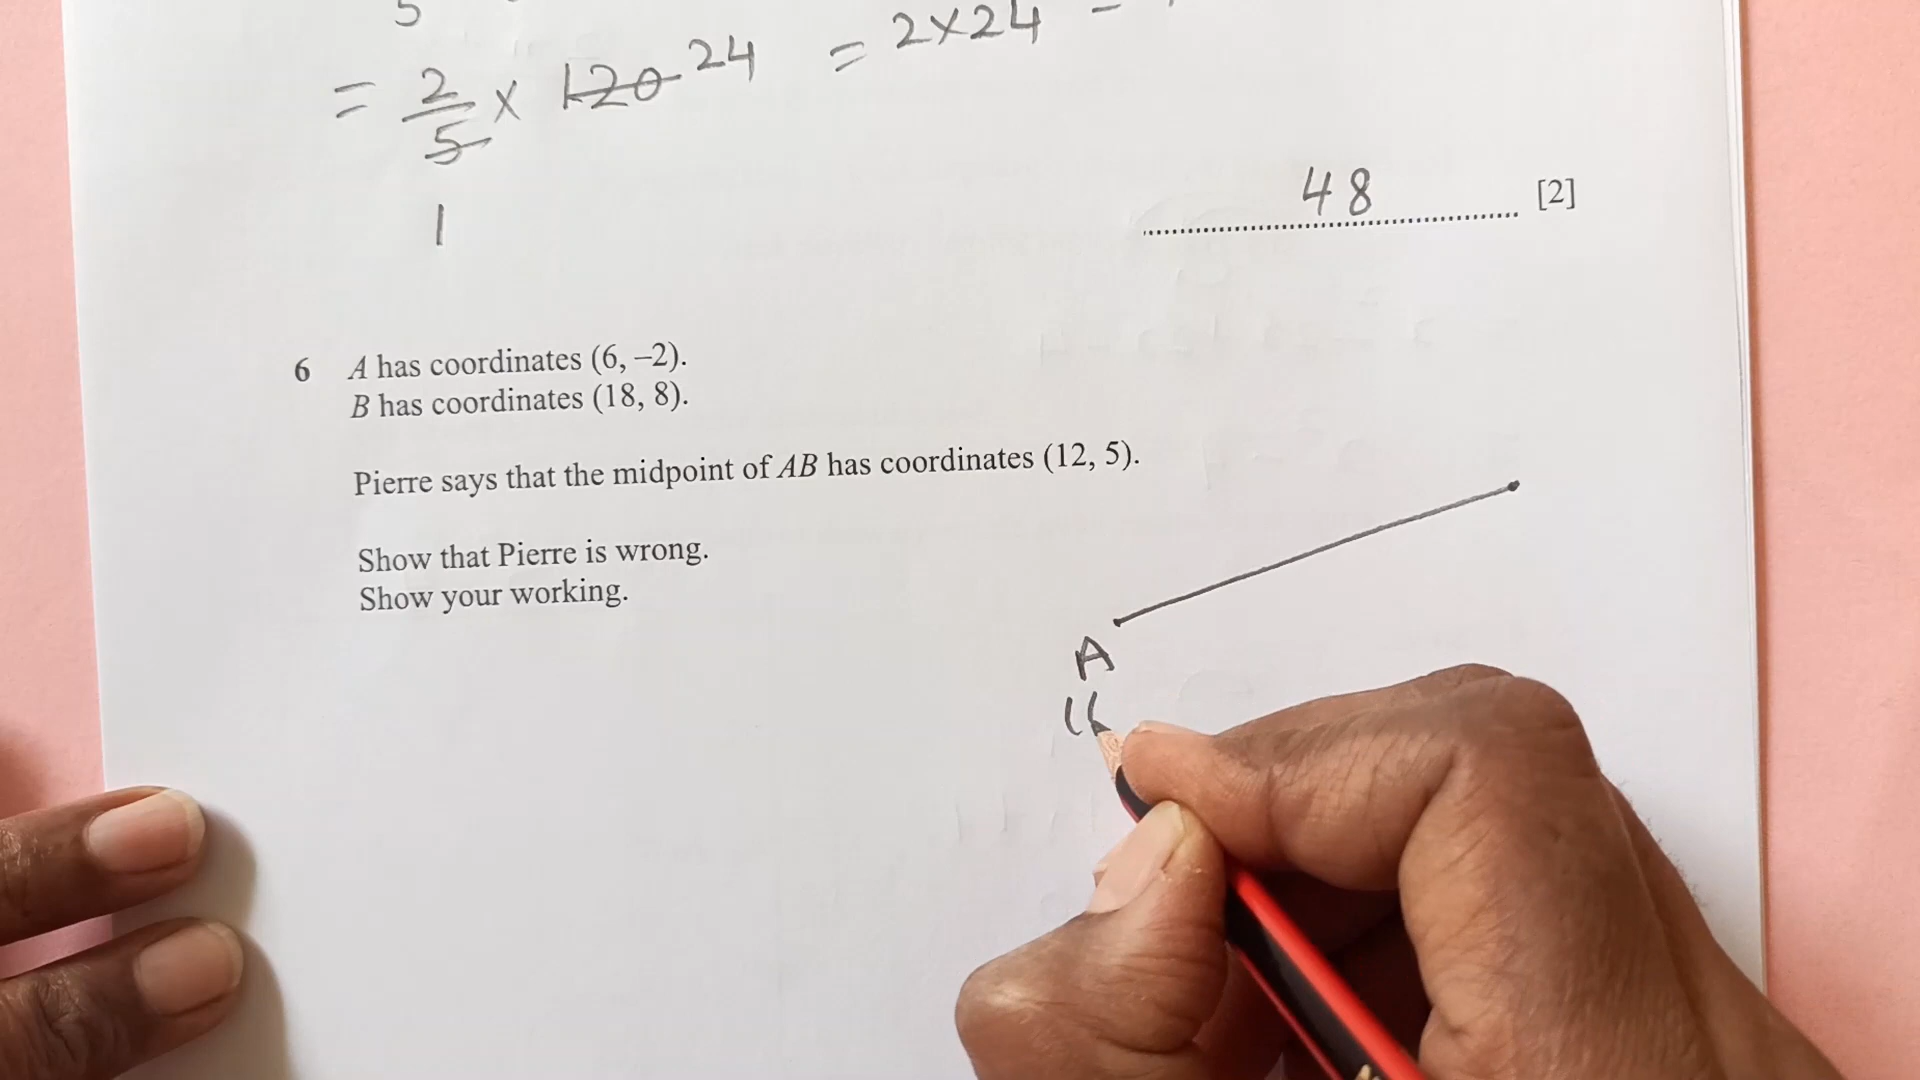 5
= 2/5 × 120 24 = 2×24 -
1
48 [2]
6 A has coordinates (6, –2).
B has coordinates (18, 8).
Pierre says that the midpoint of AB has coordinates (12, 5).
Show that Pierre is wrong.
Show your working.
A
(6